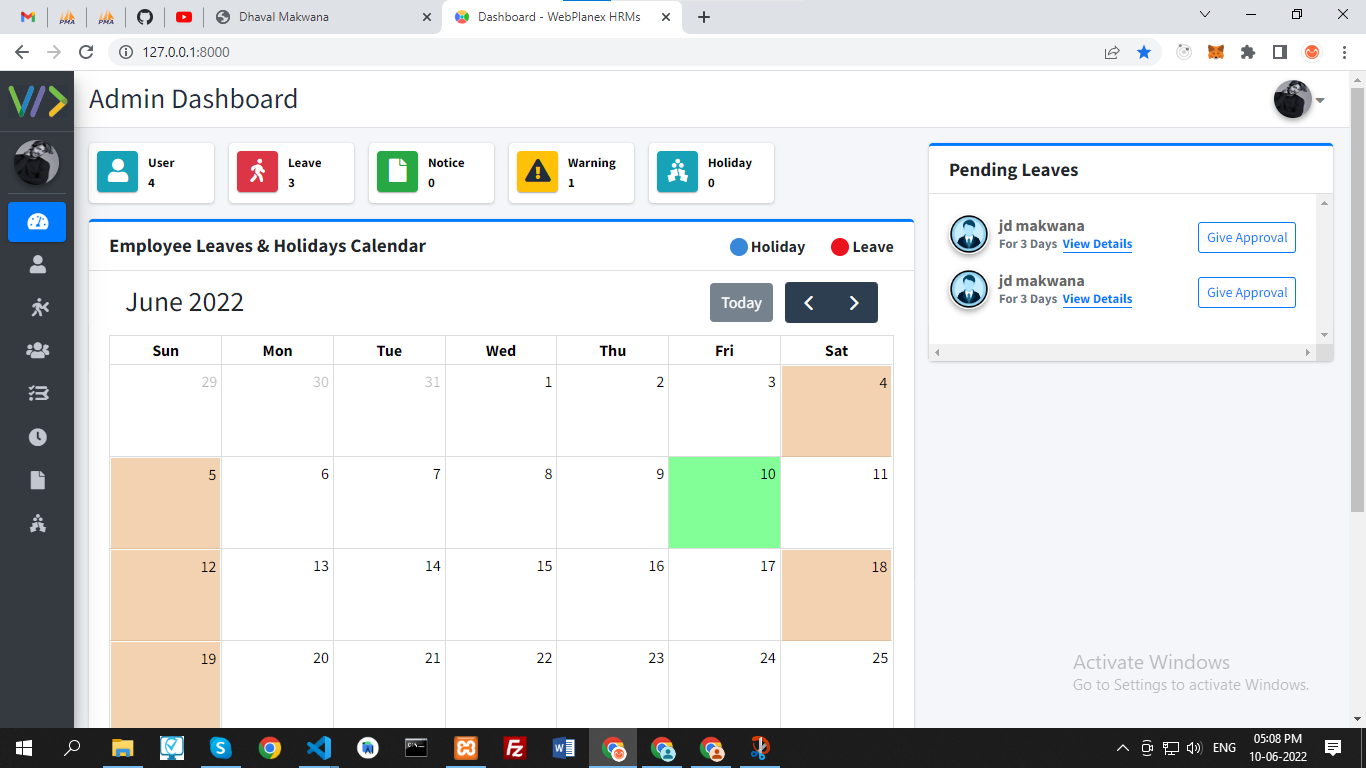 Dhaval Makwana
Dashboard - WebPlanex HRMs
127.0.0.1:8000
Admin Dashboard
User
4
Leave
3
Notice
0
Warning
1
Holiday
0
Employee Leaves & Holidays Calendar
Holiday
Leave
June 2022
Today
Sun Mon Tue Wed Thu Fri Sat
29 30 31 1 2 3 4
5 6 7 8 9 10 11
12 13 14 15 16 17 18
19 20 21 22 23 24 25
Pending Leaves
jd makwana
For 3 Days View Details
Give Approval
jd makwana
For 3 Days View Details
Give Approval
Activate Windows
Go to Settings to activate Windows.
ENG
05:08 PM
10-06-2022